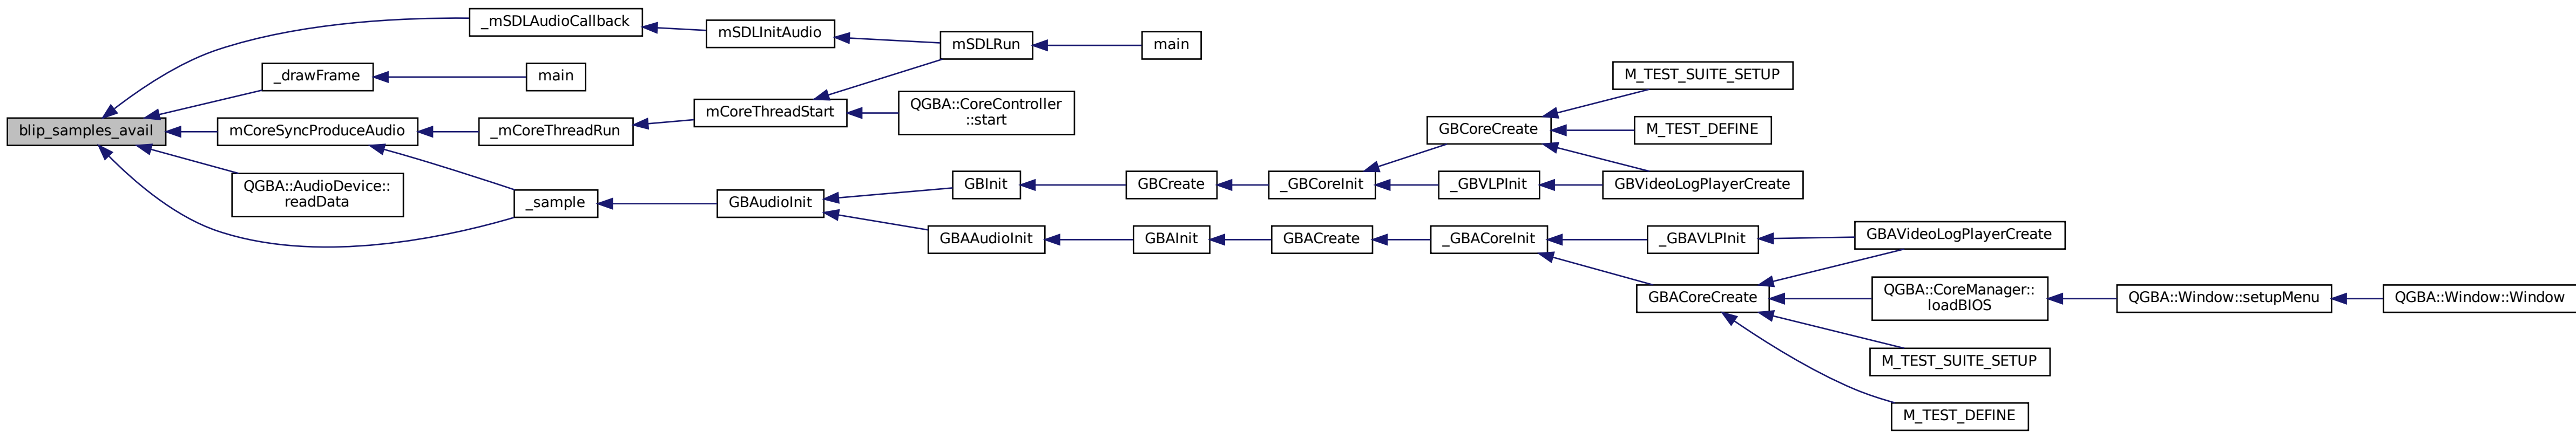 _mSDLAudioCallback
mSDLInitAudio
mSDLRun
main
_drawFrame
main
M_TEST_SUITE_SETUP
blip_samples_avail
mCoreSyncProduceAudio
_mCoreThreadRun
mCoreThreadStart
QGBA::CoreController
::start
GBCoreCreate
M_TEST_DEFINE
QGBA::AudioDevice::
readData
_sample
GBAudioInit
GBInit
GBCreate
_GBCoreInit
_GBVLPInit
GBVideoLogPlayerCreate
GBAAudioInit
GBAInit
GBACreate
_GBACoreInit
_GBAVLPInit
GBAVideoLogPlayerCreate
GBACoreCreate
QGBA::CoreManager::
loadBIOS
QGBA::Window::setupMenu
QGBA::Window::Window
M_TEST_SUITE_SETUP
M_TEST_DEFINE